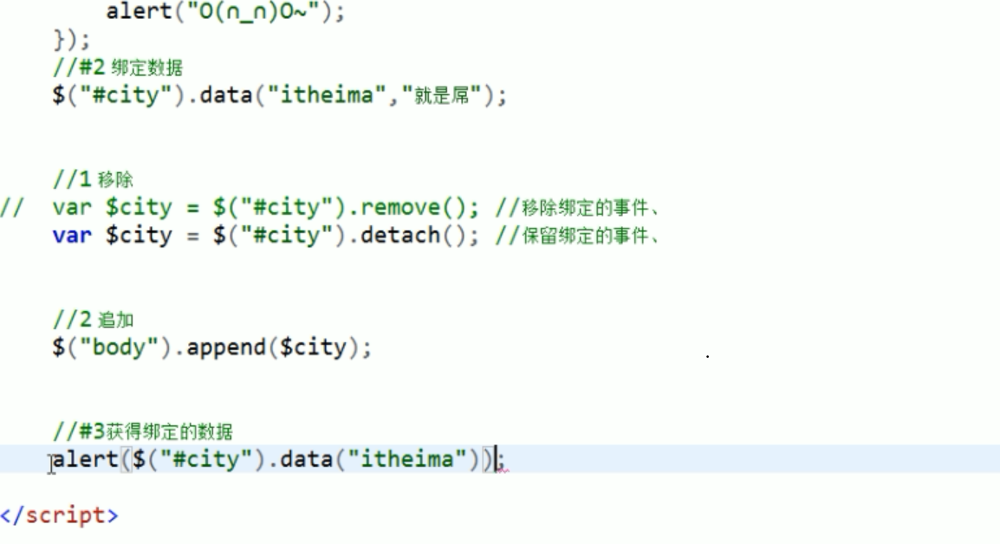 alert("O(∩_∩)O~");
});
//#2 绑定数据
$("#city").data("itheima","就是屌");
//1 移除
//  var $city = $("#city").remove(); //移除绑定的事件、
var $city = $("#city").detach(); //保留绑定的事件、
//2 追加
$("body").append($city);
//#3获得绑定的数据
alert($("#city").data("itheima"));
</script>